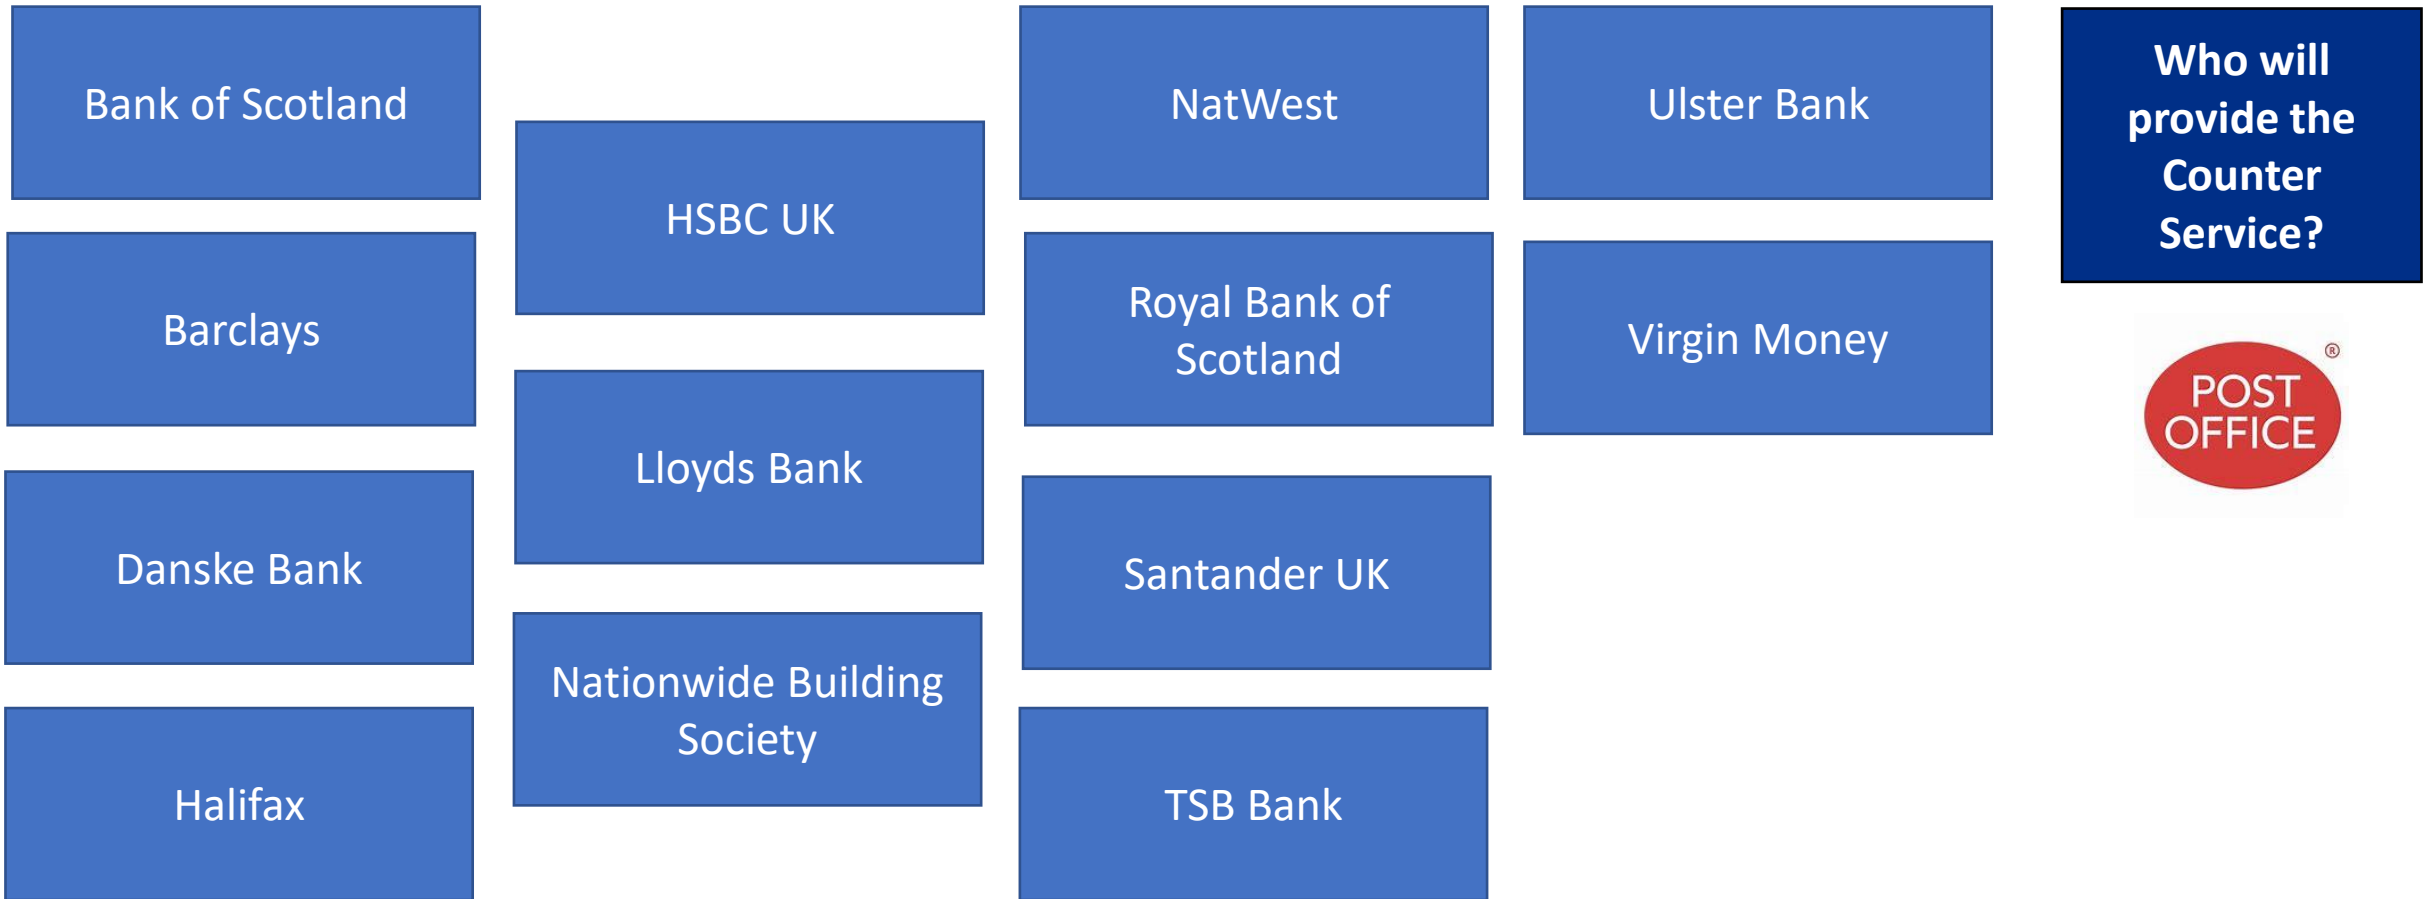 Bank of Scotland
Barclays
Danske Bank
Halifax
HSBC UK
Lloyds Bank
Nationwide Building
Society
NatWest
Royal Bank of
Scotland
Santander UK
TSB Bank
Ulster Bank
Virgin Money
Who will
provide the
Counter
Service?
POST ®
OFFICE